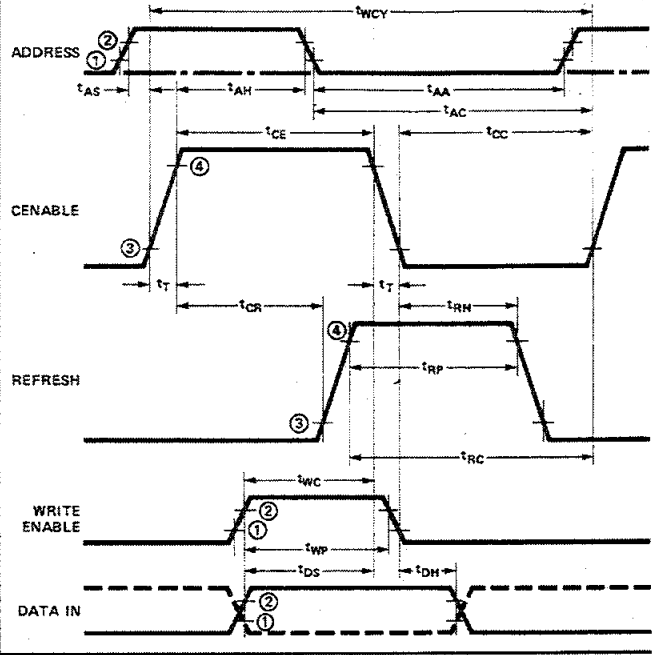 tWCY
ADDRESS ② ①
tAS tAH tAA
tAC
tCE tCC
④
CENABLE
③
tT tT
tCR tRH
④
tRP
REFRESH
③
tRC
tWC
WRITE ENABLE ② ①
tWP
tDS tDH
DATA IN ② ①